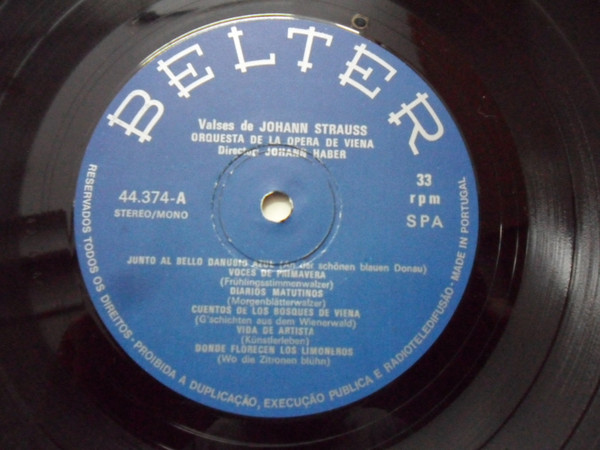 BELTER
Valses de JOHANN STRAUSS
ORQUESTA DE LA OPERA DE VIENA
Director: JOHANN HABER
44.374-A
STEREO/MONO
33
rpm
SPA
JUNTO AL BELLO DANUBIO AZUL (An der schönen blauen Donau)
VOCES DE PRIMAVERA
(Frühlingsstimmenwalzer)
DIARIOS MATUTINOS
(Morgenblätterwalzer)
CUENTOS DE LOS BOSQUES DE VIENA
(G'schichten aus dem Wienerwald)
VIDA DE ARTISTA
(Künstlerleben)
DONDE FLORECEN LOS LIMONEROS
(Wo die Zitronen blühn)
RESERVADOS TODOS OS DIREITOS - PROIBIDA A DUPLICAÇÃO, EXECUÇÃO PUBLICA E RADIOTELEDIFUSÃO - MADE IN PORTUGAL